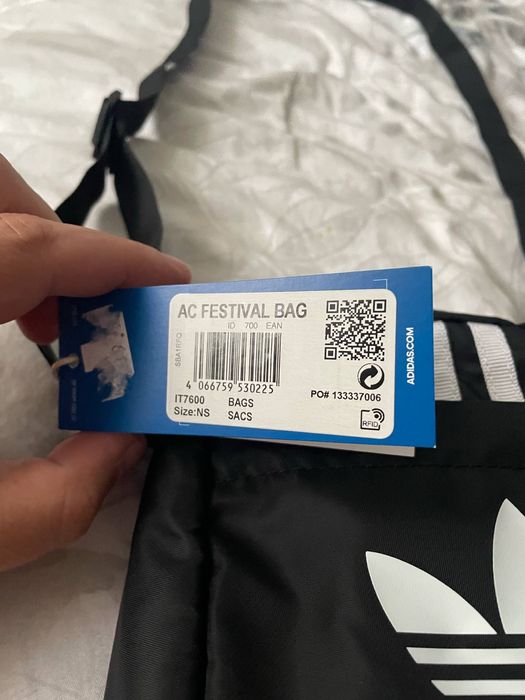 AC FESTIVAL BAG
ID 700 EAN
SBA1RFQ
4 066759 530225
IT7600 BAGS
Size:NS SACS
PO# 133337006
RFID
ADIDAS.COM